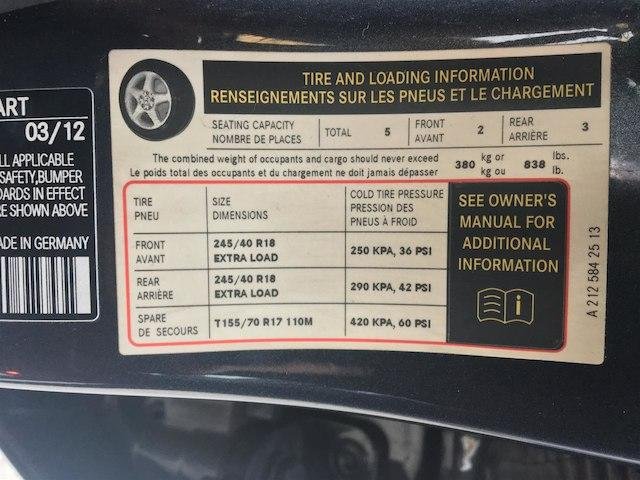 ART
03/12
LL APPLICABLE
SAFETY,BUMPER
DARDS IN EFFECT
RE SHOWN ABOVE
MADE IN GERMANY
TIRE AND LOADING INFORMATION
RENSEIGNEMENTS SUR LES PNEUS ET LE CHARGEMENT
SEATING CAPACITY
NOMBRE DE PLACES
TOTAL 5
FRONT
AVANT
2
REAR
ARRIÈRE
3
The combined weight of occupants and cargo should never exceed
Le poids total des occupants et du chargement ne doit jamais dépasser
380 kg or
kg ou
838 lbs.
lb.
TIRE
PNEU
SIZE
DIMENSIONS
COLD TIRE PRESSURE
PRESSION DES
PNEUS À FROID
FRONT
AVANT
245/40 R18
EXTRA LOAD
250 KPA, 36 PSI
REAR
ARRIÈRE
245/40 R18
EXTRA LOAD
290 KPA, 42 PSI
SPARE
DE SECOURS
T155/70 R17 110M
420 KPA, 60 PSI
SEE OWNER'S
MANUAL FOR
ADDITIONAL
INFORMATION
i
A 212 584 25 13